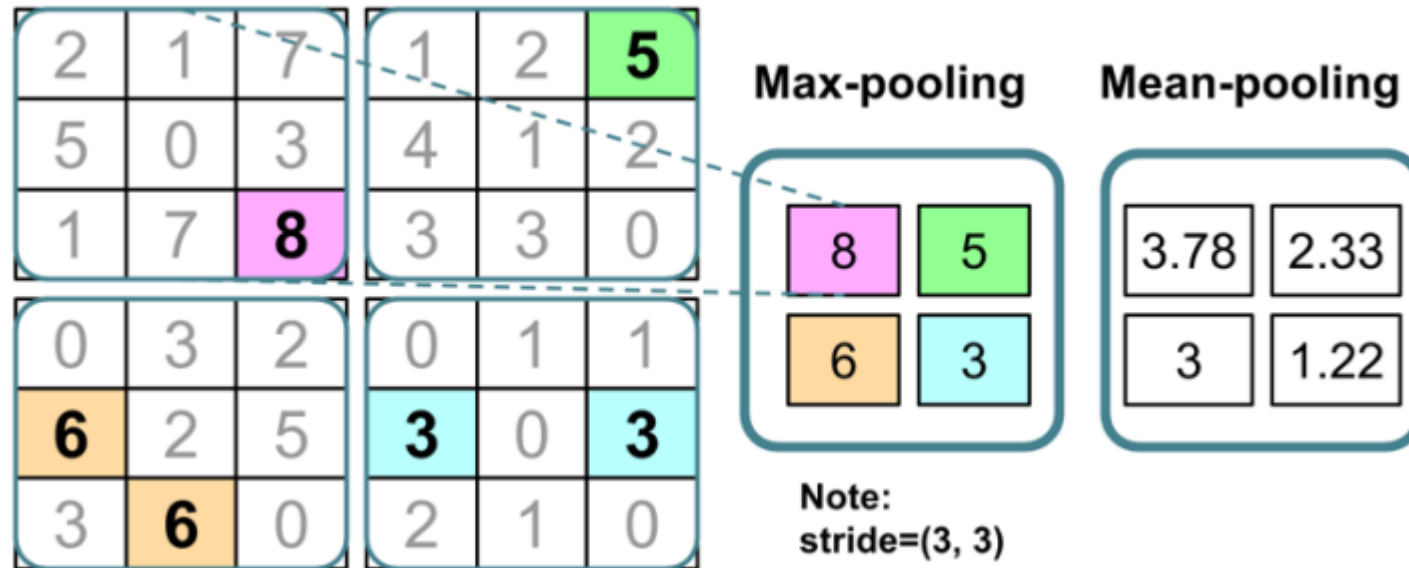 2 1 7 1 2 5
5 0 3 4 1 2
1 7 8 3 3 0
0 3 2 0 1 1
6 2 5 3 0 3
3 6 0 2 1 0
Max-pooling
8 5
6 3
Note:
stride=(3, 3)
Mean-pooling
3.78 2.33
3 1.22